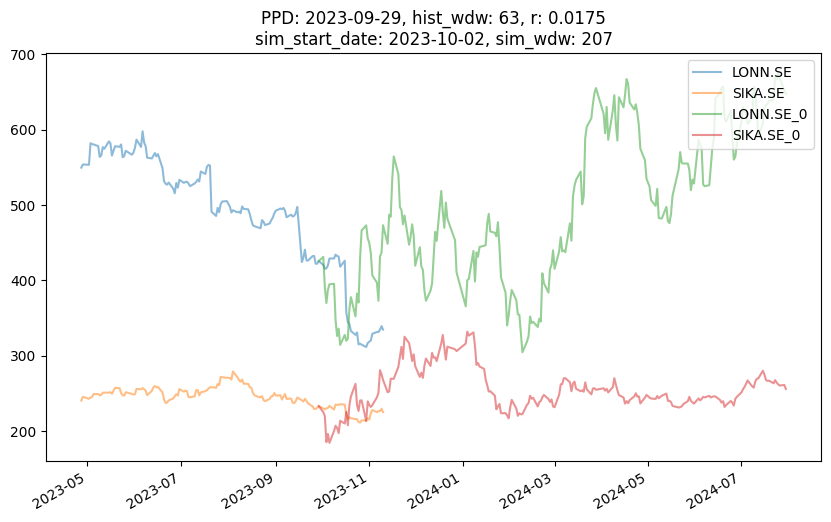 PPD: 2023-09-29, hist_wdw: 63, r: 0.0175
sim_start_date: 2023-10-02, sim_wdw: 207
700
600
500
400
300
200
LONN.SE
SIKA.SE
LONN.SE_0
SIKA.SE_0
2023-05
2023-07
2023-09
2023-11
2024-01
2024-03
2024-05
2024-07